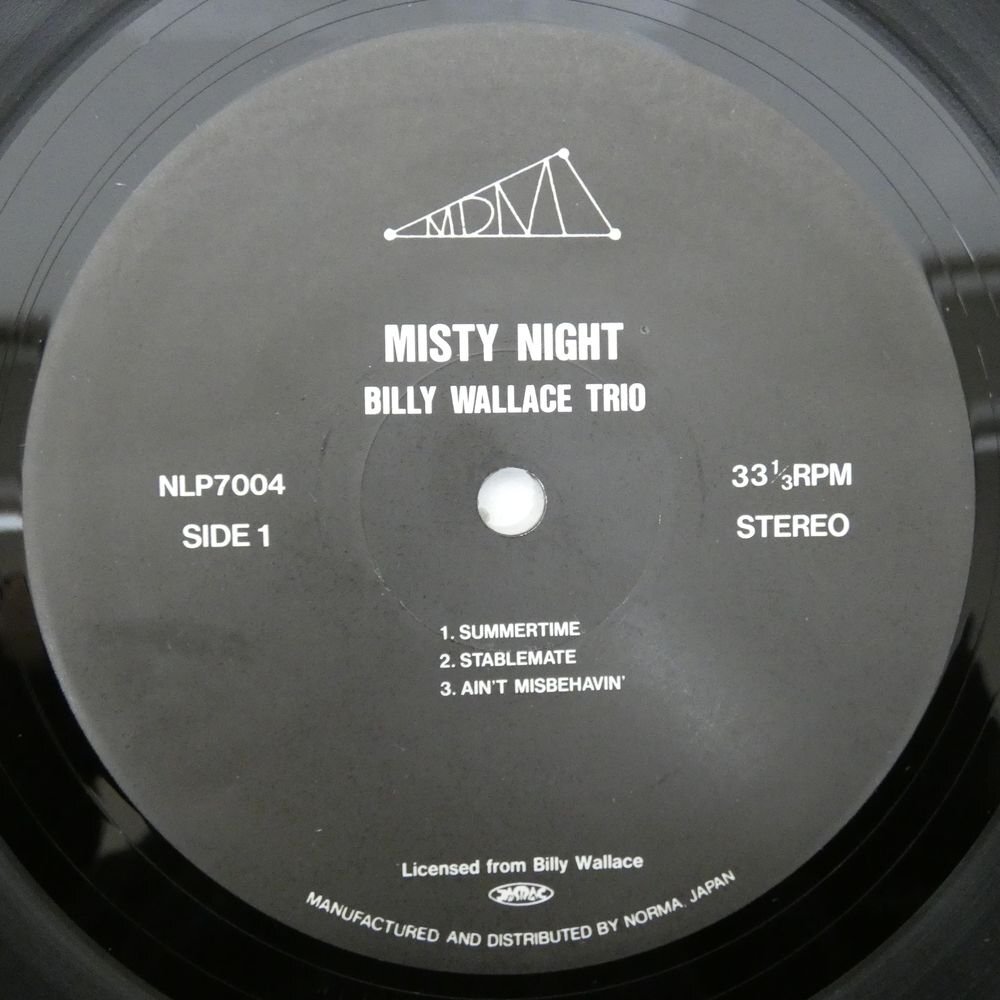 MDM
MISTY NIGHT
BILLY WALLACE TRIO
NLP7004
SIDE 1
33⅓RPM
STEREO
1. SUMMERTIME
2. STABLEMATE
3. AIN'T MISBEHAVIN'
Licensed from Billy Wallace
JASRAC
MANUFACTURED AND DISTRIBUTED BY NORMA, JAPAN